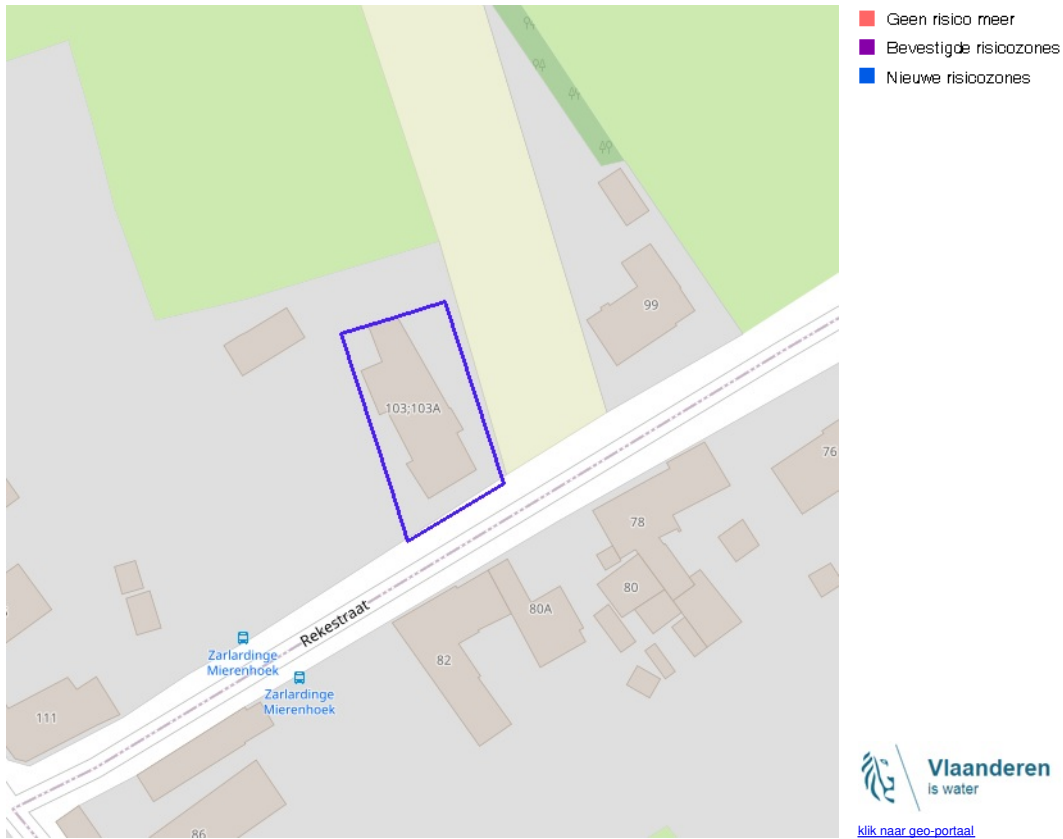 Geen risico meer
Bevestigde risicozones
Nieuwe risicozones
99
103;103A
76
78
80
80A
Rekestraat
82
Zarlardinge
Mierenhoek
Zarlardinge
Mierenhoek
111
86
Vlaanderen
is water
klik naar geo-portaal